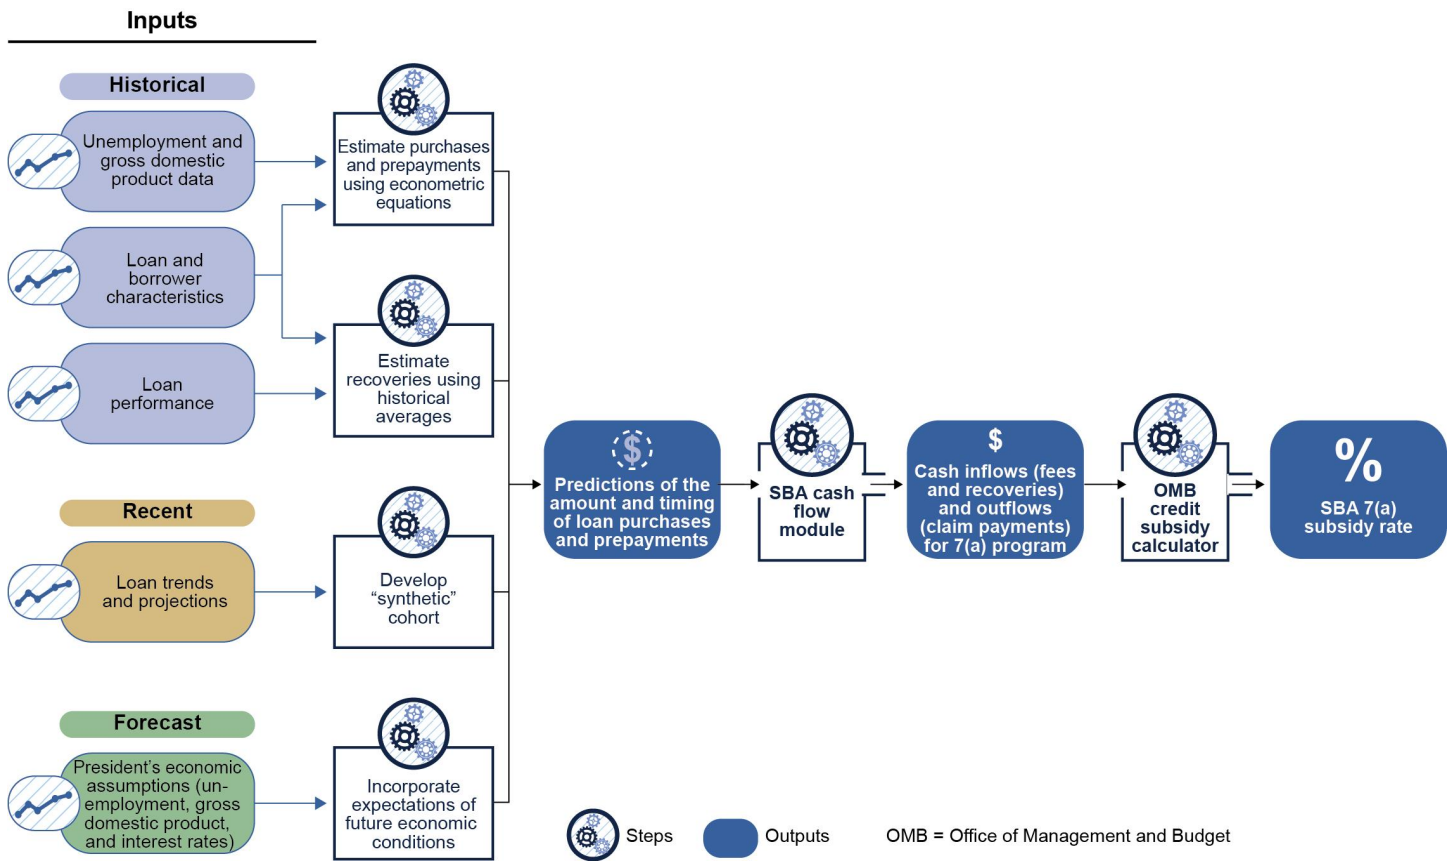 Inputs
Historical
Unemployment and
gross domestic
product data
Loan and
borrower
characteristics
Loan
performance
Recent
Loan trends
and projections
Forecast
President’s economic
assumptions (un-
employment, gross
domestic product,
and interest rates)
Estimate purchases
and prepayments
using econometric
equations
Estimate
recoveries using
historical
averages
Develop
“synthetic”
cohort
Incorporate
expectations of
future economic
conditions
$
Predictions of the
amount and timing
of loan purchases
and prepayments
SBA cash
flow
module
$
Cash inflows (fees
and recoveries)
and outflows
(claim payments)
for 7(a) program
OMB
credit
subsidy
calculator
%
SBA 7(a)
subsidy rate
Steps
Outputs
OMB = Office of Management and Budget